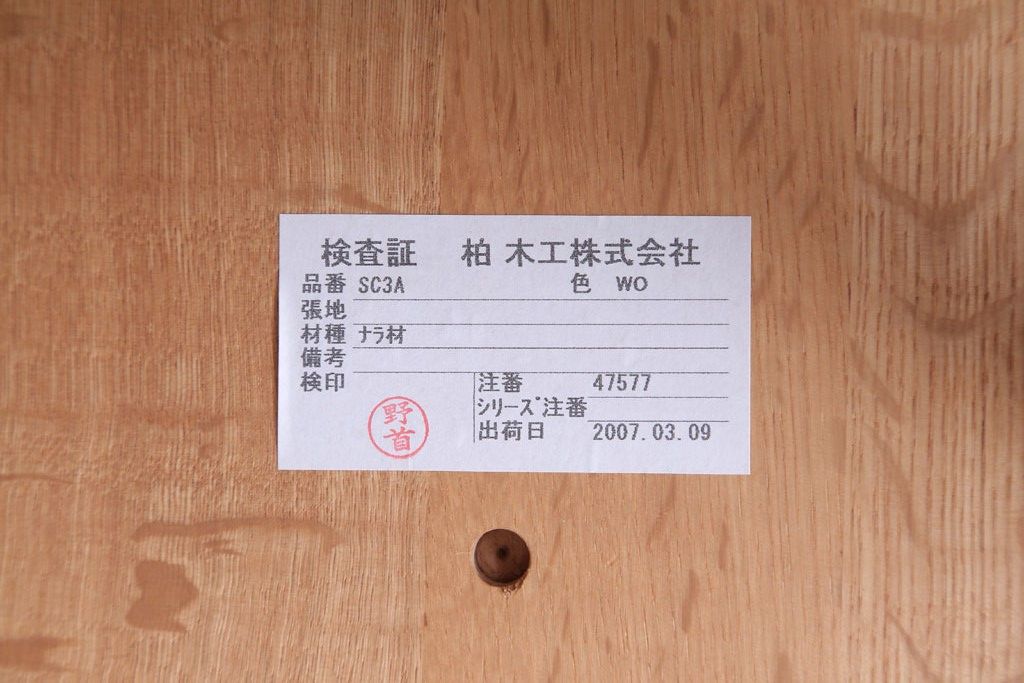 検査証 柏木工株式会社
品番 SC3A 色 WO
張地
材種 ナラ材
備考
検印 注番 47577
シリーズ注番
出荷日 2007.03.09
野首